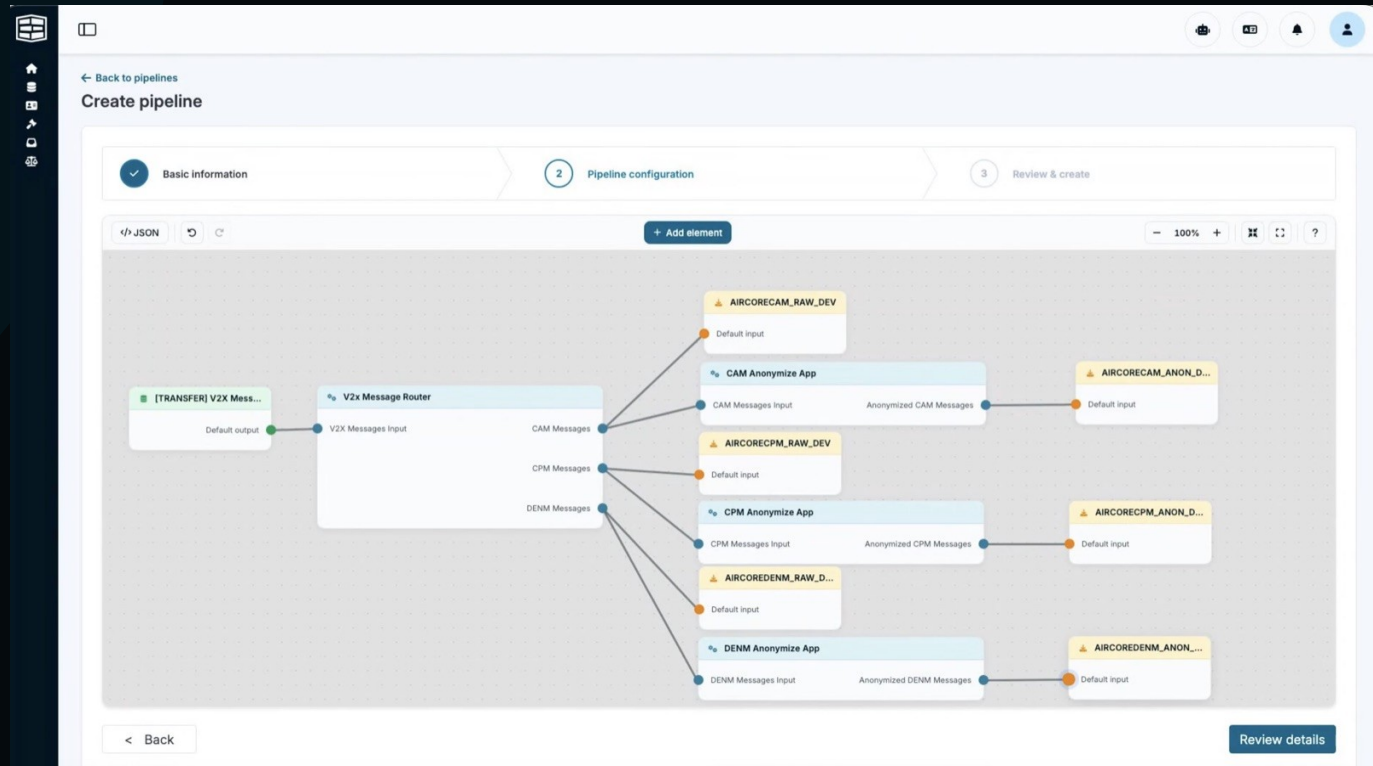 Back to pipelines
Create pipeline
Basic information
2 Pipeline configuration
3 Review & create
</> JSON
+ Add element
− 100% +
?
AIRCORECAM_RAW_DEV
Default input
[TRANSFER] V2X Mess...
Default output
V2x Message Router
V2X Messages Input
CAM Messages
CPM Messages
DENM Messages
CAM Anonymize App
CAM Messages Input
Anonymized CAM Messages
AIRCORECAM_ANON_D...
Default input
AIRCORECPM_RAW_DEV
Default input
CPM Anonymize App
CPM Messages Input
Anonymized CPM Messages
AIRCORECPM_ANON_D...
Default input
AIRCOREDENM_RAW_D...
Default input
DENM Anonymize App
DENM Messages Input
Anonymized DENM Messages
AIRCOREDENM_ANON_...
Default input
< Back
Review details